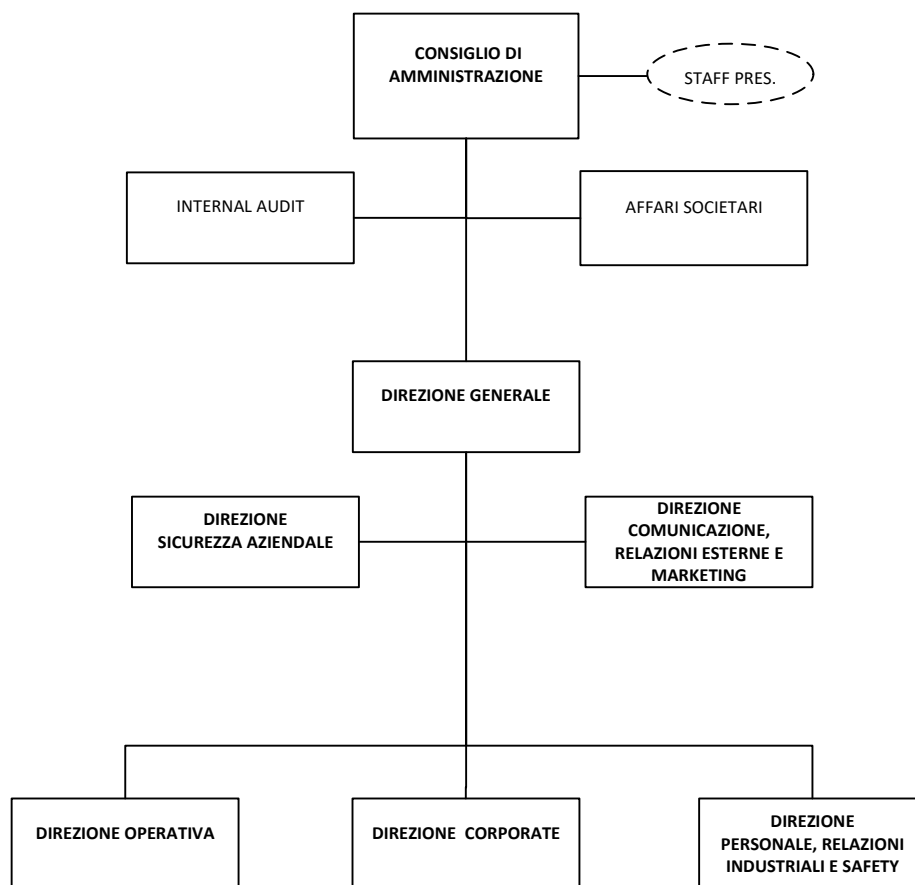 CONSIGLIO DI
AMMINISTRAZIONE
STAFF PRES.
INTERNAL AUDIT
AFFARI SOCIETARI
DIREZIONE GENERALE
DIREZIONE
SICUREZZA AZIENDALE
DIREZIONE
COMUNICAZIONE,
RELAZIONI ESTERNE E
MARKETING
DIREZIONE OPERATIVA
DIREZIONE CORPORATE
DIREZIONE
PERSONALE, RELAZIONI
INDUSTRIALI E SAFETY